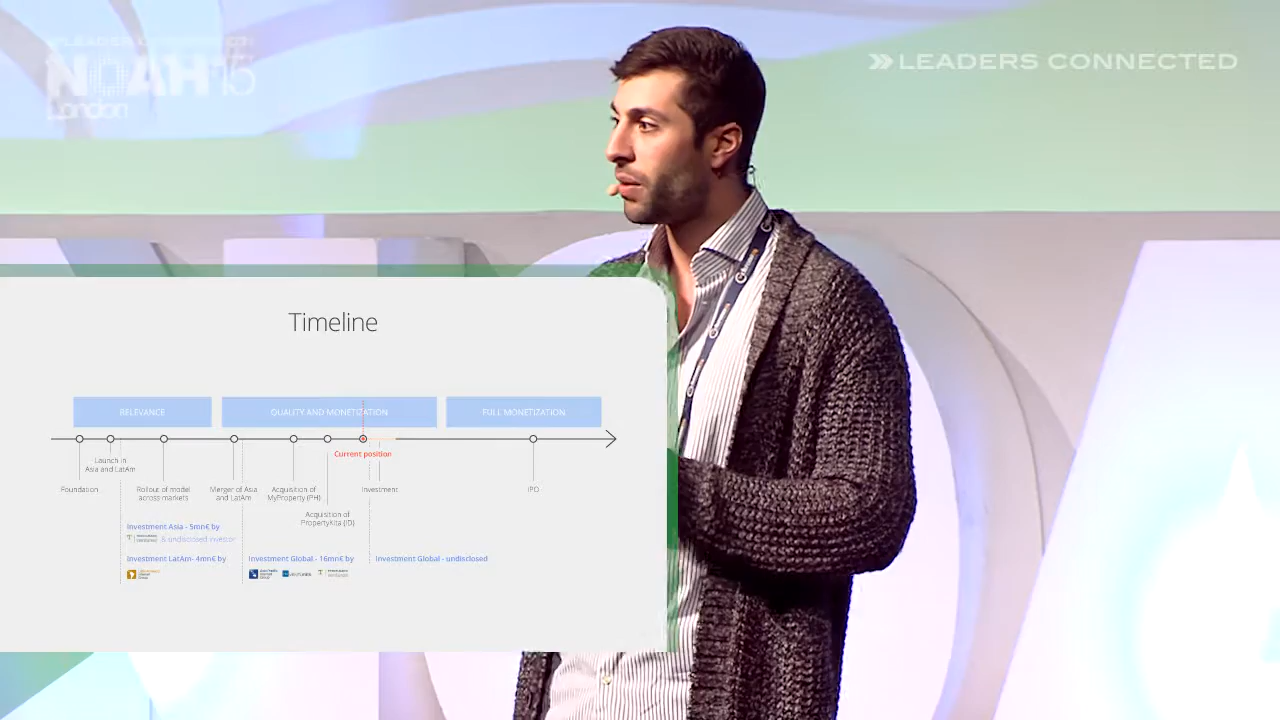 NOAH15
London
LEADERS CONNECTED
Timeline
RELEVANCE
QUALITY AND MONETIZATION
FULL MONETIZATION
Current position
Launch in
Asia and LatAm
Foundation
Rollout of model
across markets
Merger of Asia
and LatAm
Acquisition of
MyProperty (PH)
Investment
IPO
Acquisition of
PropertyKita (ID)
Investment Asia - 5mn€ by
& undisclosed investor
Investment LatAm- 4mn€ by
Investment Global - 16mn€ by
Investment Global - undisclosed